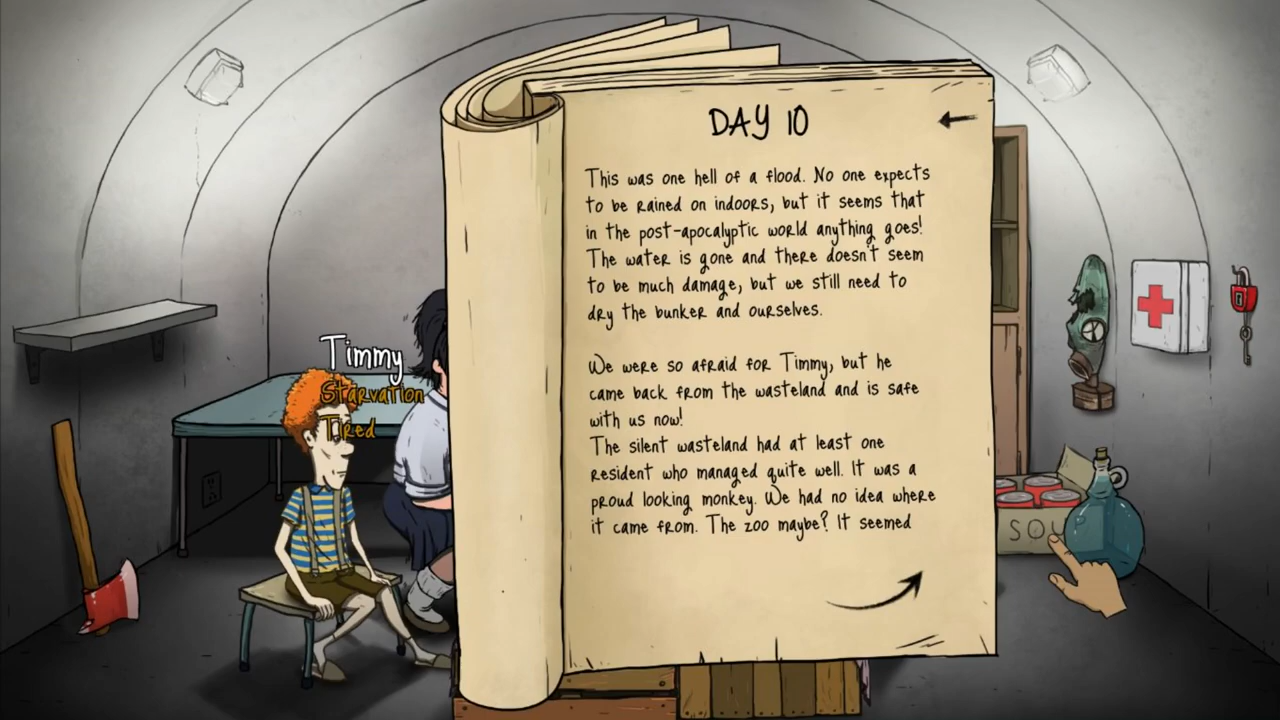 DAY 10
This was one hell of a flood. No one expects
to be rained on indoors, but it seems that
in the post-apocalyptic world anything goes!
The water is gone and there doesn't seem
to be much damage, but we still need to
dry the bunker and ourselves.
We were so afraid for Timmy, but he
came back from the wasteland and is safe
with us now!
The silent wasteland had at least one
resident who managed quite well. It was a
proud looking monkey. We had no idea where
it came from. The zoo maybe? It seemed
Timmy
Starvation
Tired
SOU